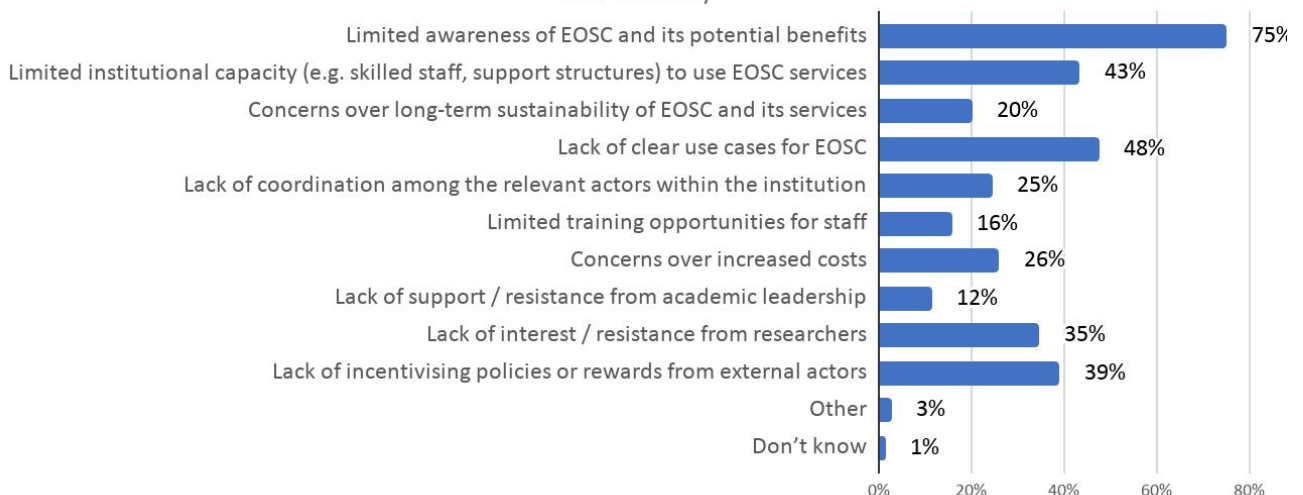 Limited awareness of EOSC and its potential benefits 75%
Limited institutional capacity (e.g. skilled staff, support structures) to use EOSC services 43%
Concerns over long-term sustainability of EOSC and its services 20%
Lack of clear use cases for EOSC 48%
Lack of coordination among the relevant actors within the institution 25%
Limited training opportunities for staff 16%
Concerns over increased costs 26%
Lack of support / resistance from academic leadership 12%
Lack of interest / resistance from researchers 35%
Lack of incentivising policies or rewards from external actors 39%
Other 3%
Don’t know 1%
0% 20% 40% 60% 80%